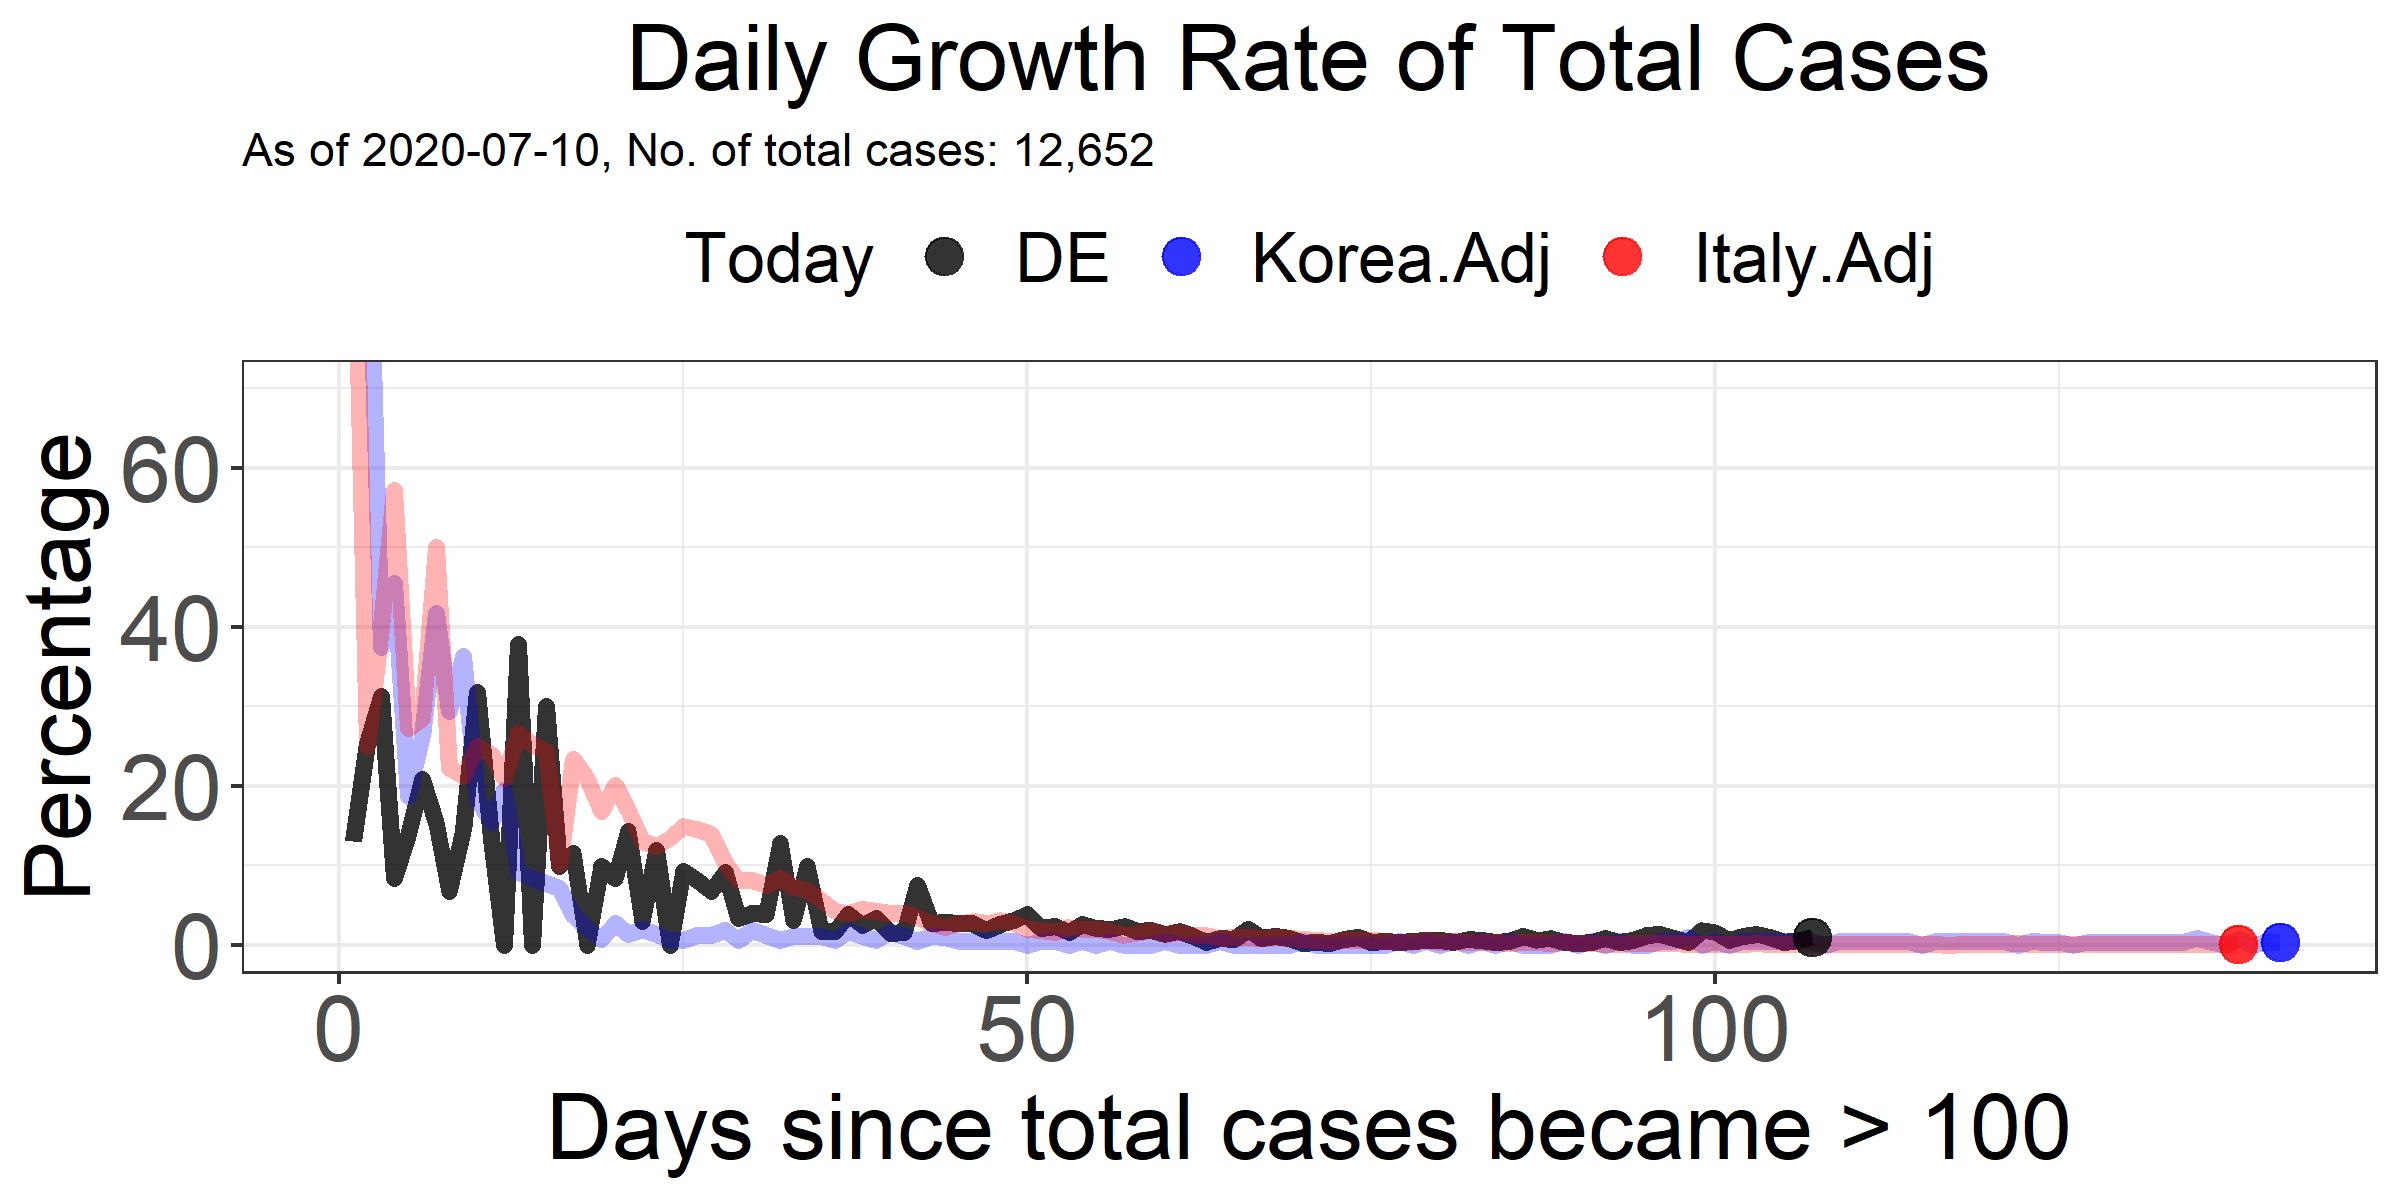 Daily Growth Rate of Total Cases
As of 2020-07-10, No. of total cases: 12,652
Today DE Korea.Adj Italy.Adj
Percentage
60
40
20
0
0 50 100
Days since total cases became > 100